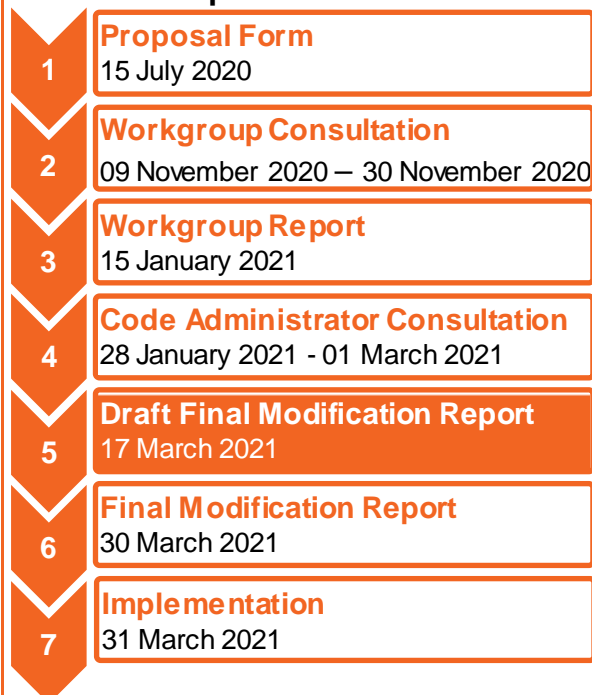 1
Proposal Form
15 July 2020
2
Workgroup Consultation
09 November 2020 – 30 November 2020
3
Workgroup Report
15 January 2021
4
Code Administrator Consultation
28 January 2021 - 01 March 2021
5
Draft Final Modification Report
17 March 2021
6
Final Modification Report
30 March 2021
7
Implementation
31 March 2021